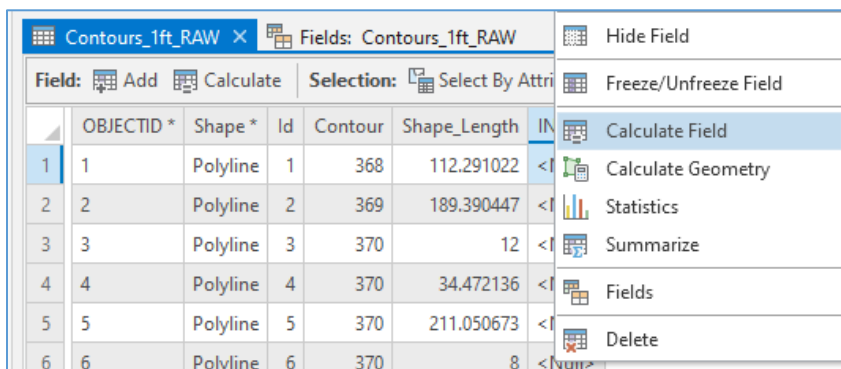 Contours_1ft_RAW × Fields: Contours_1ft_RAW
Field: Add Calculate Selection: Select By Attri
OBJECTID * Shape * Id Contour Shape_Length IN
1 1 Polyline 1 368 112.291022 <N
2 2 Polyline 2 369 189.390447 <N
3 3 Polyline 3 370 12 <N
4 4 Polyline 4 370 34.472136 <N
5 5 Polyline 5 370 211.050673 <N
6 6 Polyline 6 370 8 <Null>
Hide Field
Freeze/Unfreeze Field
Calculate Field
Calculate Geometry
Statistics
Summarize
Fields
Delete